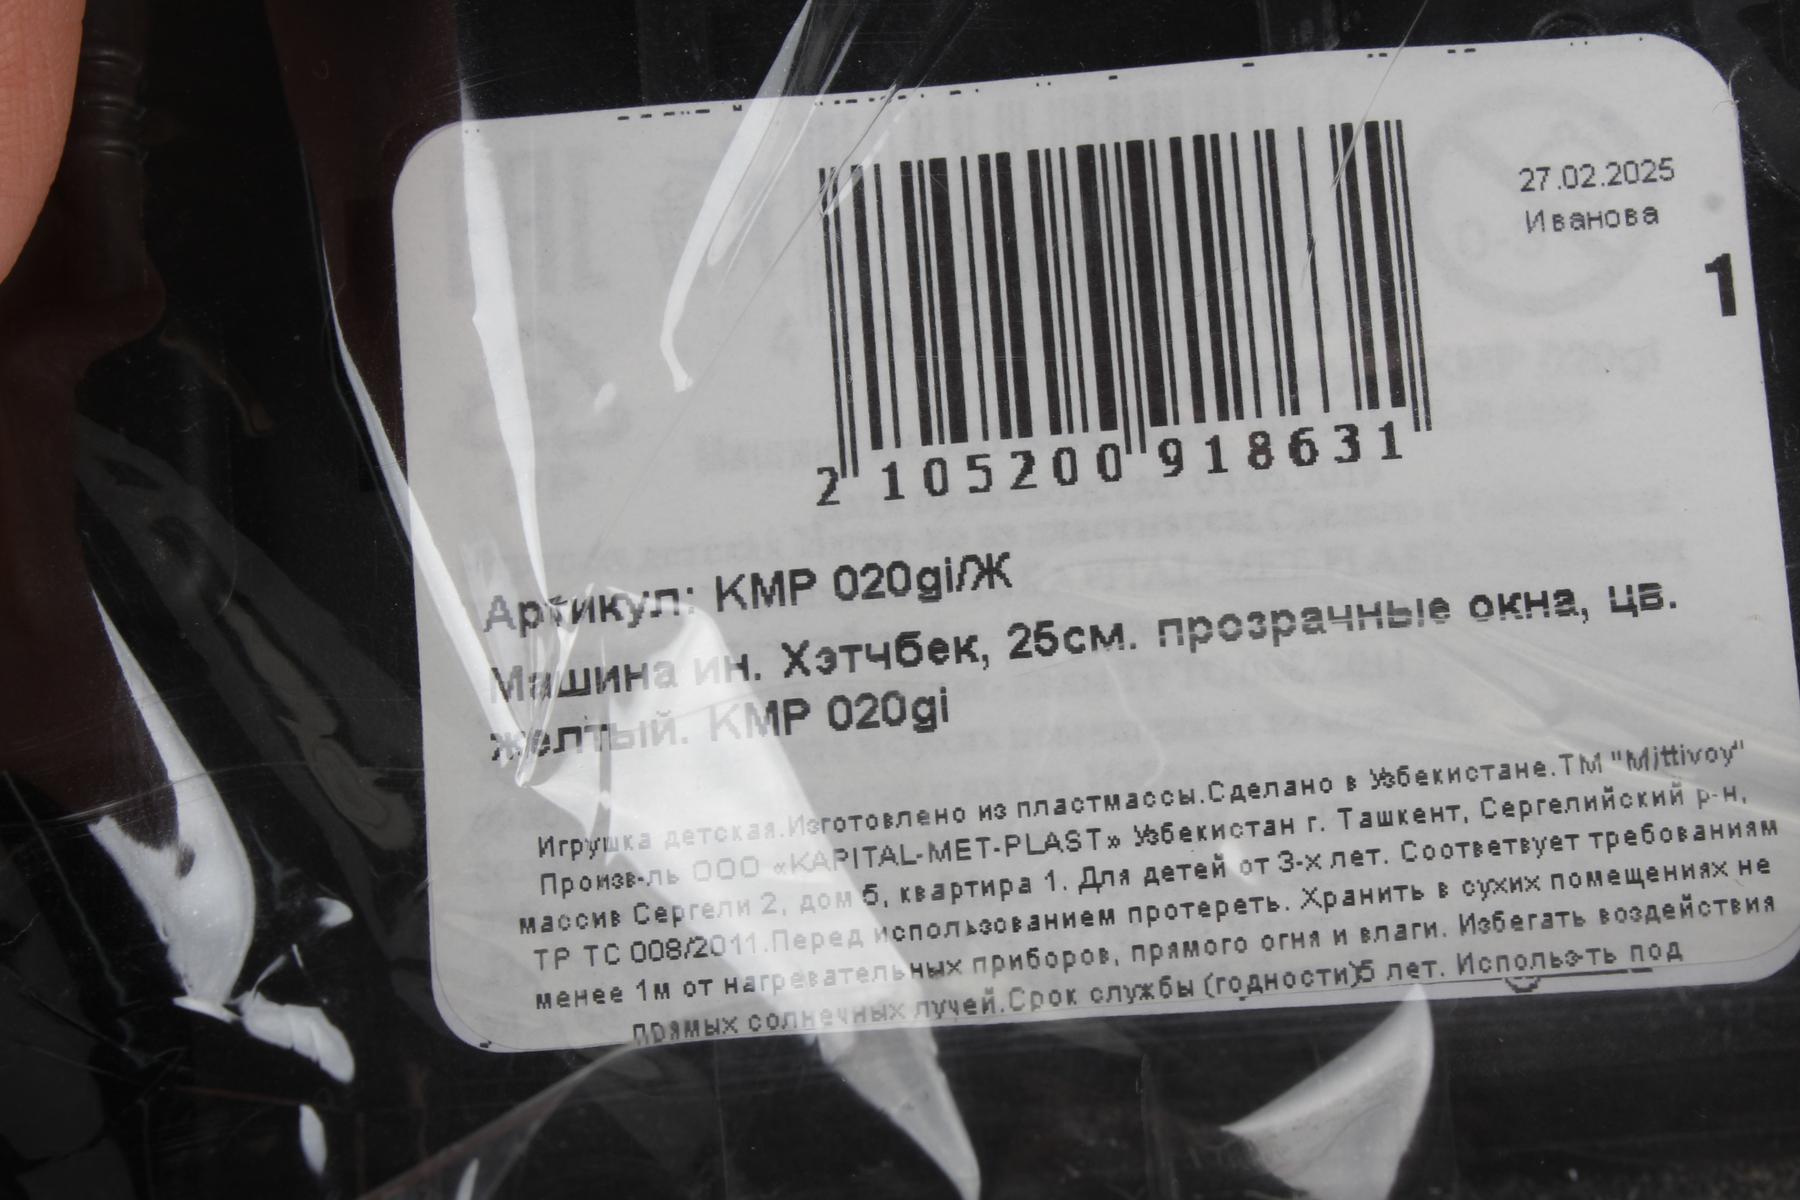 27.02.2025
Иванова
1
2 105200 918631
Артикул: KMP 020gi/Ж
Машина ин. Хэтчбек, 25см. прозрачные окна, цв.
желтый. KMP 020gi
Игрушка детская.Изготовлено из пластмассы.Сделано в Узбекистане.ТМ "Mittivoy"
Произв-ль ООО «KAPITAL-MET-PLAST» Узбекистан г. Ташкент, Сергелийский р-н,
массив Сергели 2, дом 5, квартира 1. Для детей от 3-х лет. Соответвует требованиям
ТР ТС 008/2011.Перед использованием протереть. Хранить в сухих помещениях не
менее 1м от нагревательных приборов, прямого огня и влаги. Избегать воздействия
прямых солнечных лучей.Срок службы (годности)5 лет. Использ-ть под